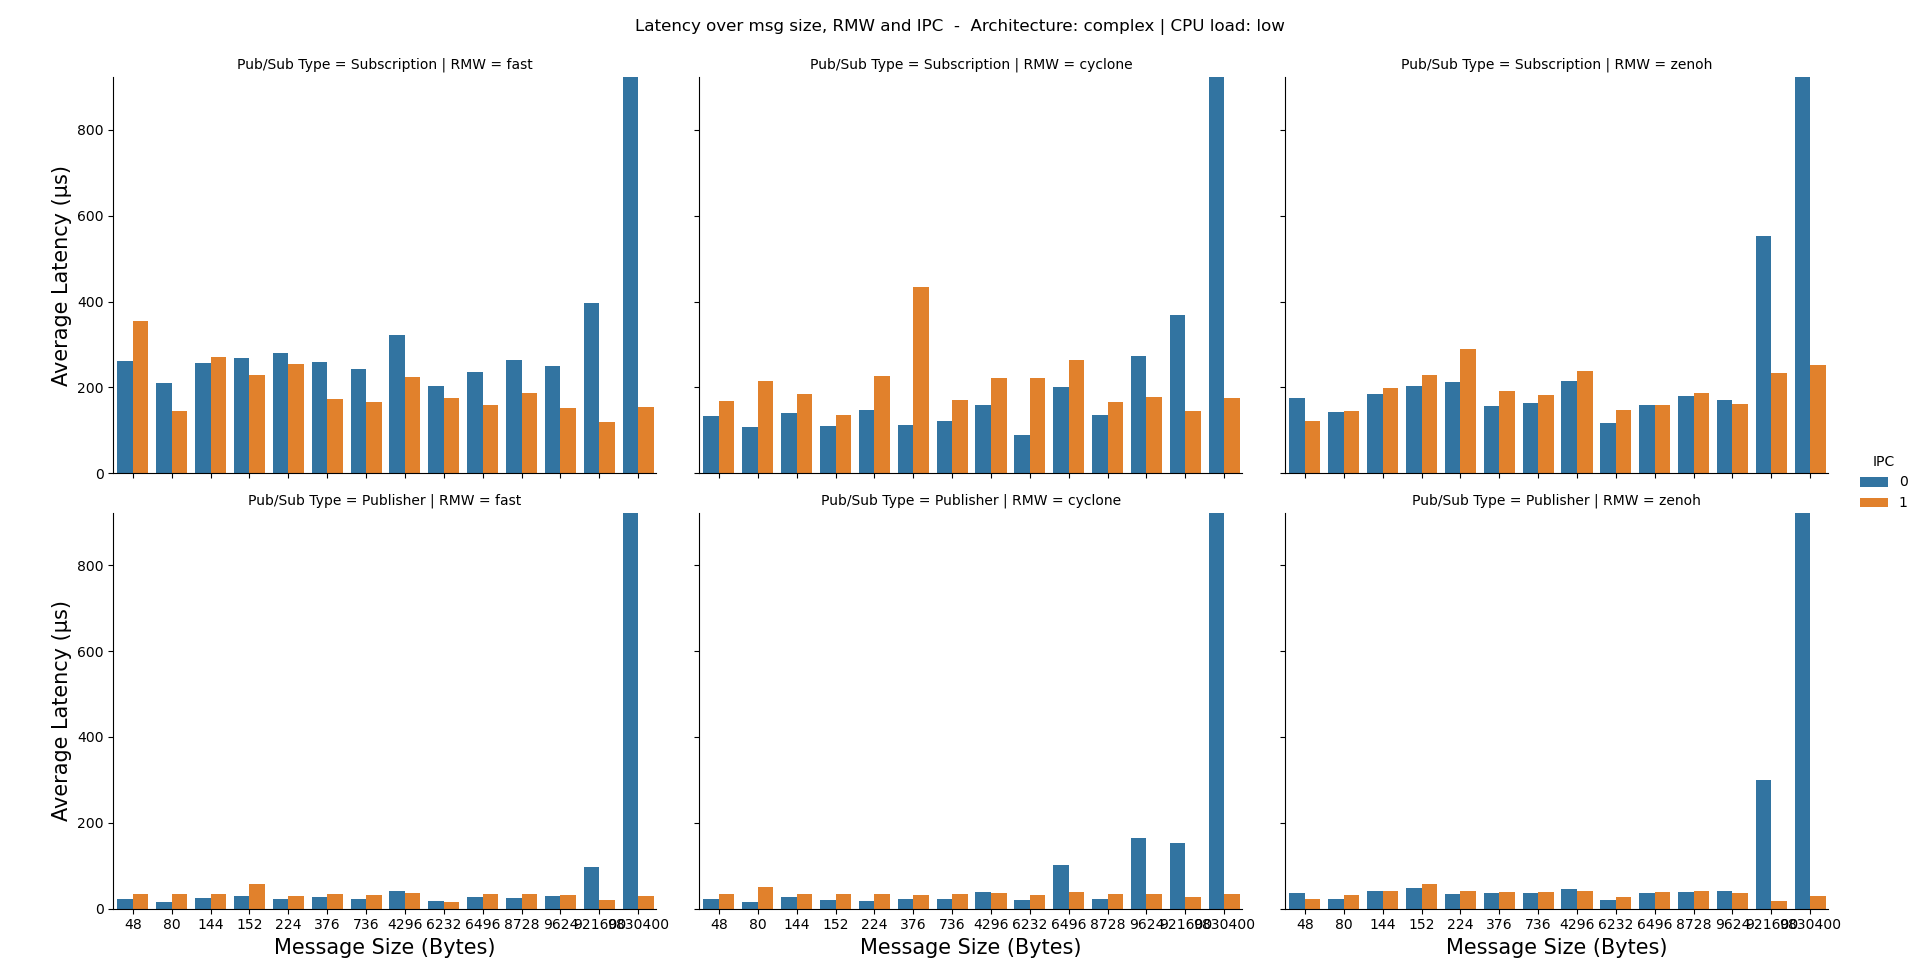 Latency over msg size, RMW and IPC  -  Architecture: complex | CPU load: low
Pub/Sub Type = Subscription | RMW = fast
Pub/Sub Type = Subscription | RMW = cyclone
Pub/Sub Type = Subscription | RMW = zenoh
Average Latency (µs)
800
600
400
200
0
IPC
0
1
Pub/Sub Type = Publisher | RMW = fast
Pub/Sub Type = Publisher | RMW = cyclone
Pub/Sub Type = Publisher | RMW = zenoh
Average Latency (µs)
800
600
400
200
0
48 80 144 152 224 376 736 4296 6232 6496 8728 9624
48 80 144 152 224 376 736 4296 6232 6496 8728 9624
48 80 144 152 224 376 736 4296 6232 6496 8728 9624
Message Size (Bytes)
Message Size (Bytes)
Message Size (Bytes)